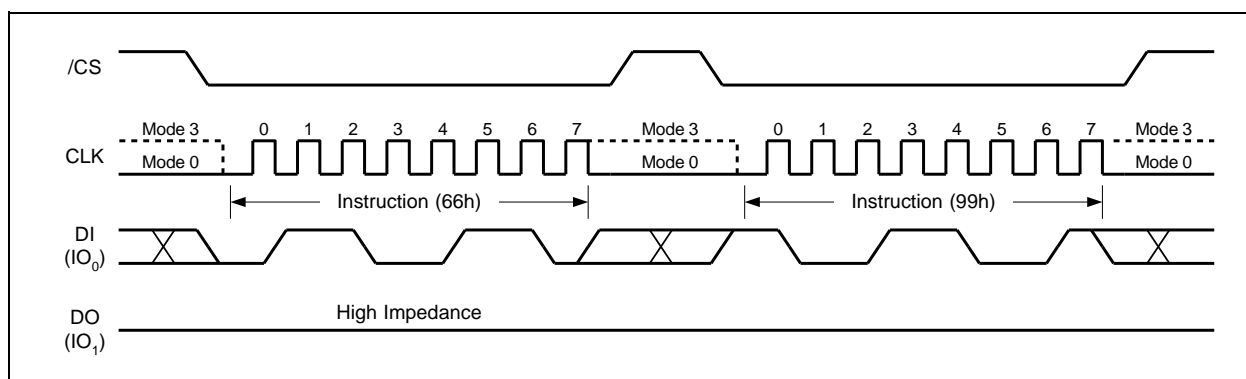 /CS
Mode 3 0 1 2 3 4 5 6 7 Mode 3 0 1 2 3 4 5 6 7 Mode 3
CLK
Mode 0 Mode 0 Mode 0
Instruction (66h) Instruction (99h)
DI
(IO₀)
High Impedance
DO
(IO₁)